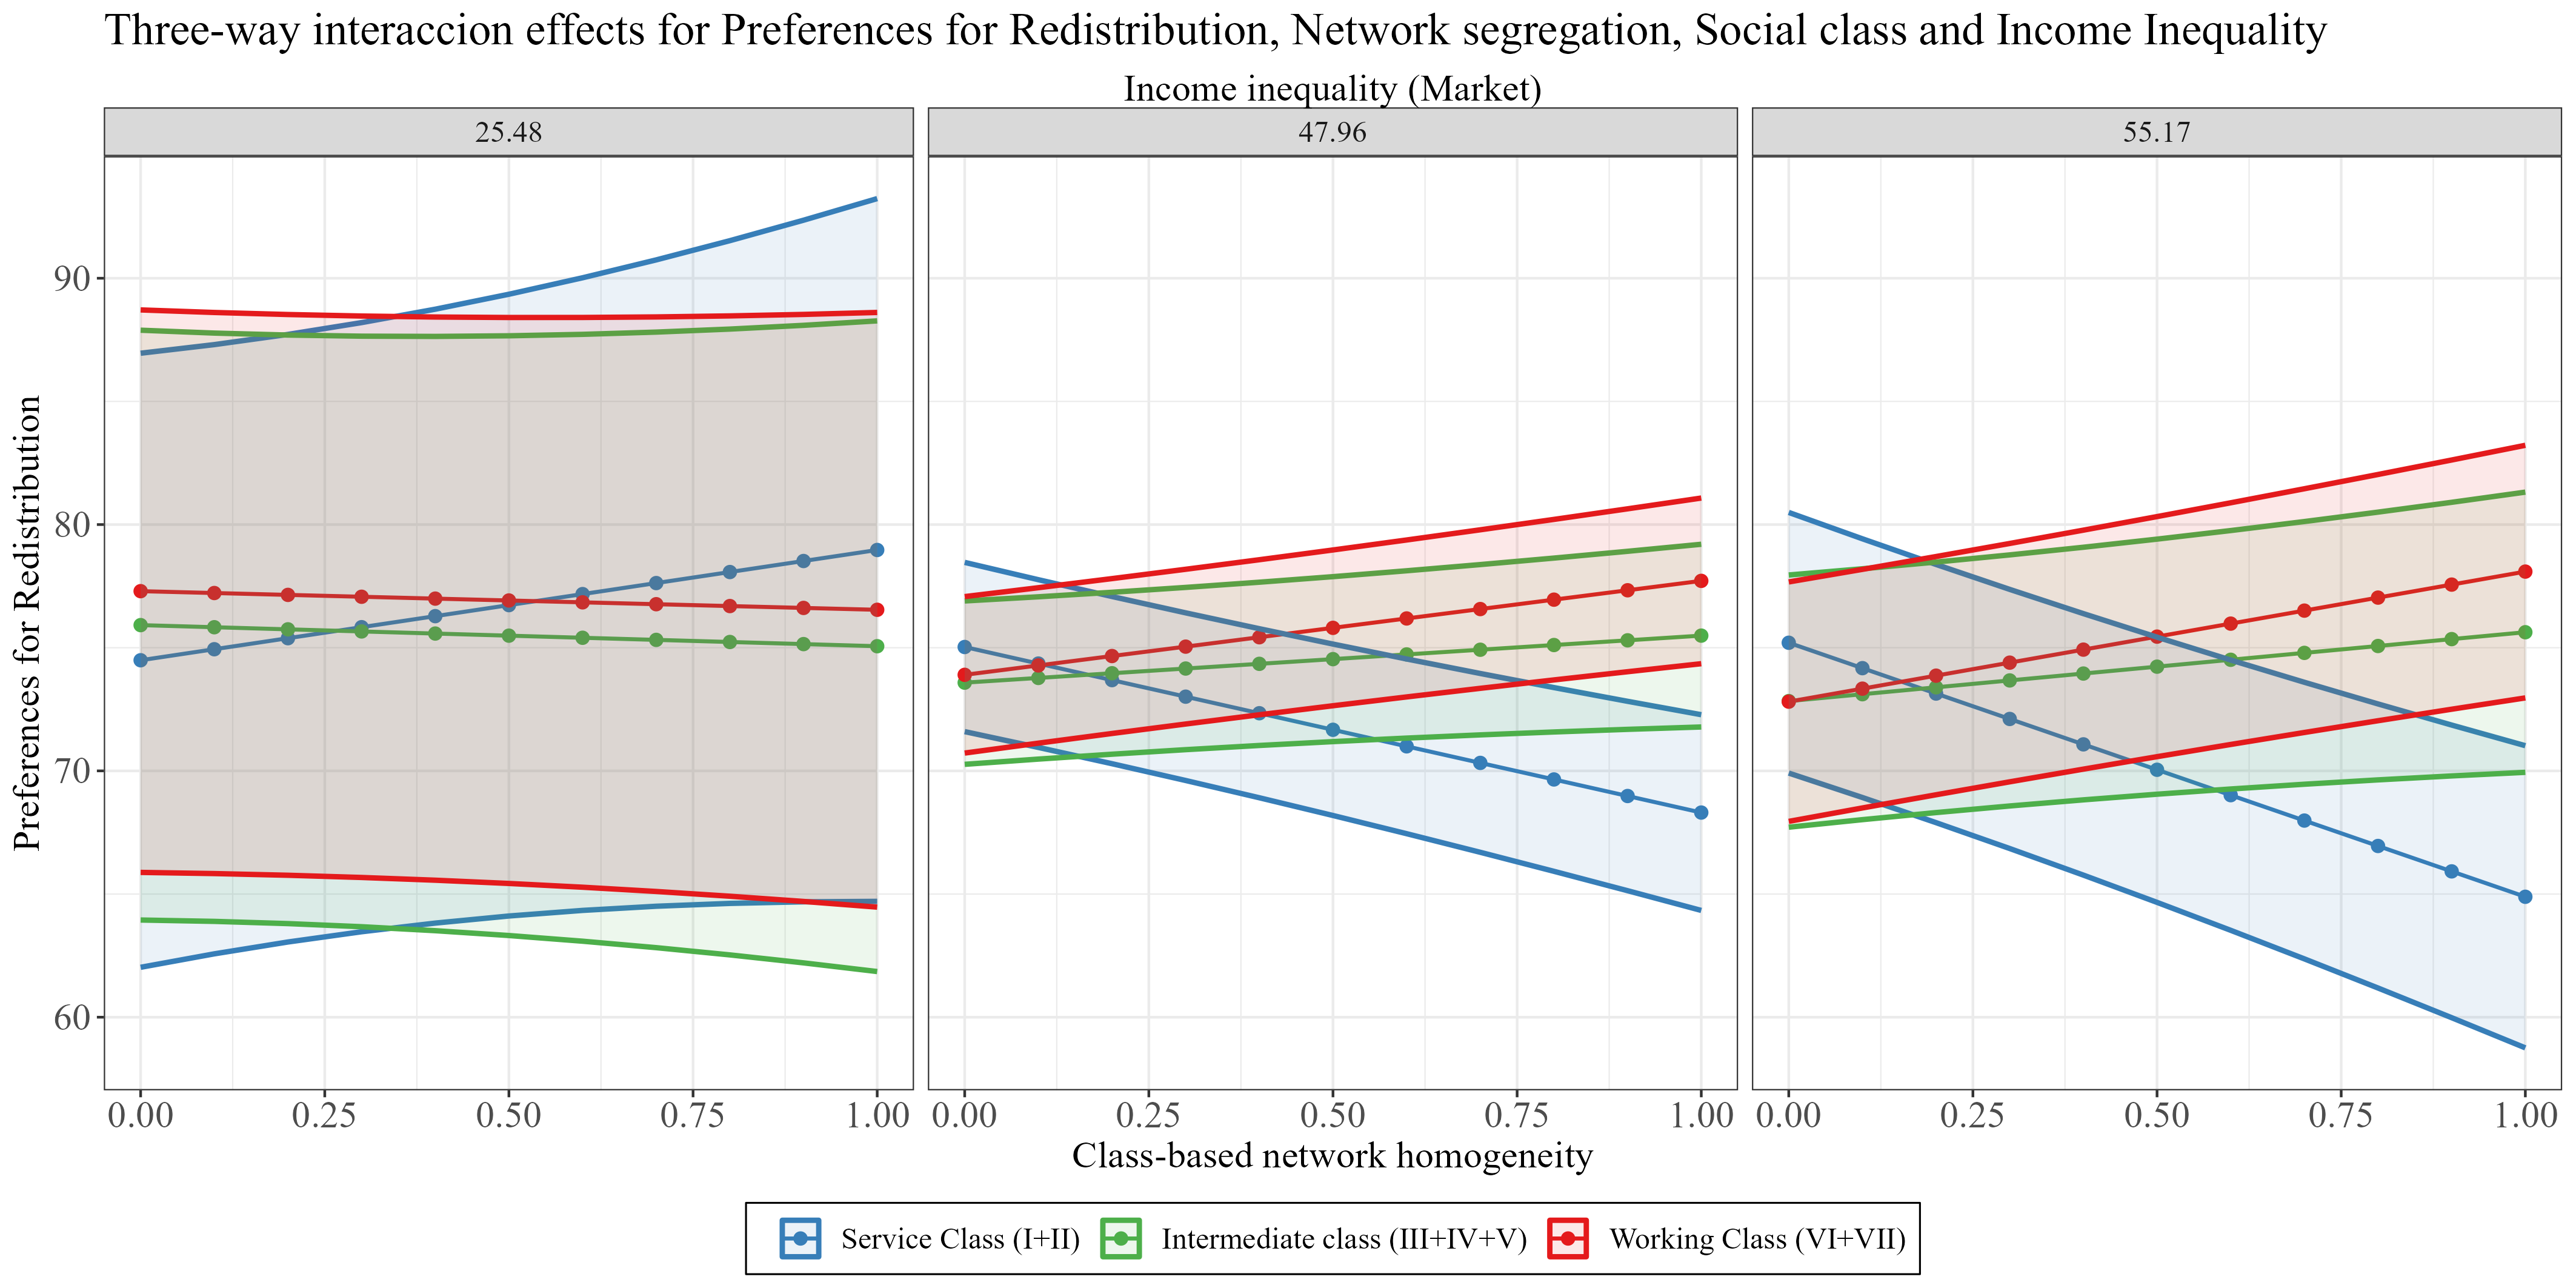 Three-way interaccion effects for Preferences for Redistribution, Network segregation, Social class and Income Inequality
Income inequality (Market)
25.48 47.96 55.17
Preferences for Redistribution
90
80
70
60
0.00 0.25 0.50 0.75 1.00 0.00 0.25 0.50 0.75 1.00 0.00 0.25 0.50 0.75 1.00
Class-based network homogeneity
Service Class (I+II) Intermediate class (III+IV+V) Working Class (VI+VII)